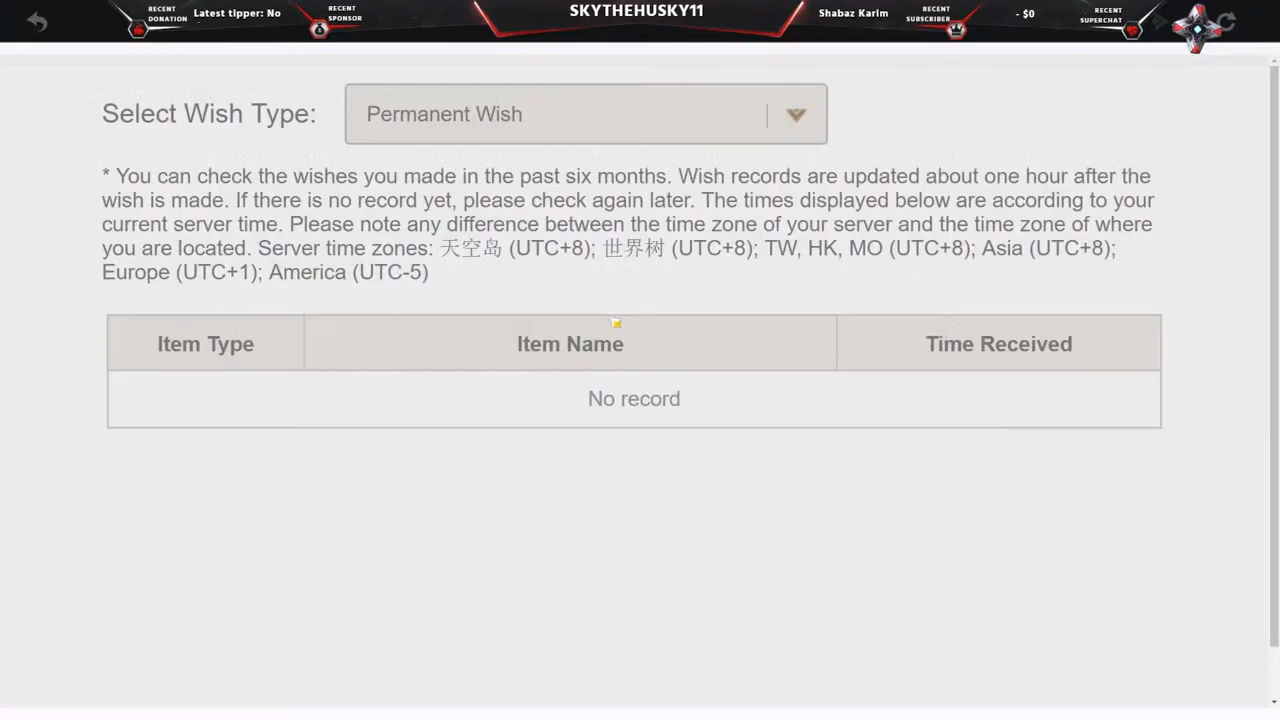 RECENT
DONATION
Latest tipper: No
RECENT
SPONSOR
SKYTHEHUSKY11
Shabaz Karim
RECENT
SUBSCRIBER
- $0
RECENT
SUPERCHAT
Select Wish Type:
Permanent Wish
* You can check the wishes you made in the past six months. Wish records are updated about one hour after the
wish is made. If there is no record yet, please check again later. The times displayed below are according to your
current server time. Please note any difference between the time zone of your server and the time zone of where
you are located. Server time zones: 天空岛 (UTC+8); 世界树 (UTC+8); TW, HK, MO (UTC+8); Asia (UTC+8);
Europe (UTC+1); America (UTC-5)
Item Type
Item Name
Time Received
No record